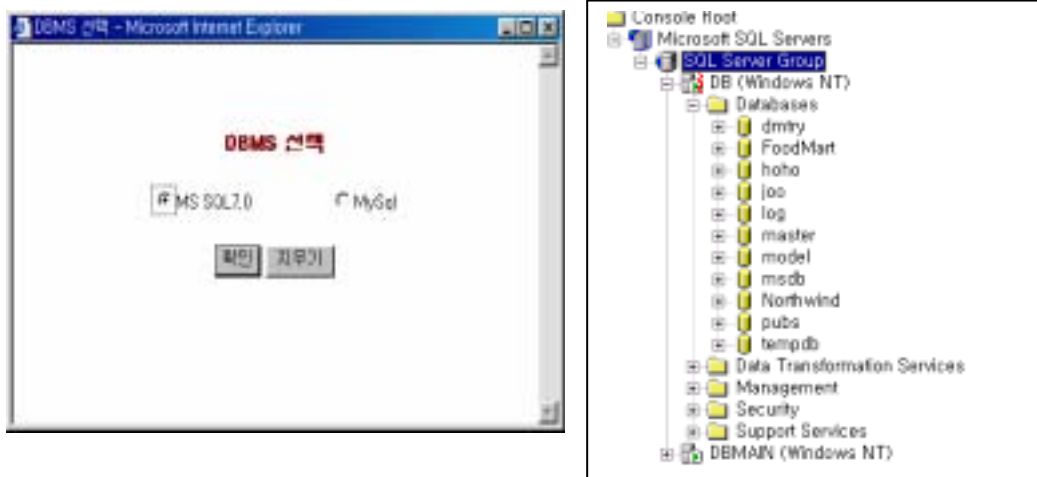 DBMS 선택 - Microsoft Internet Explorer
DBMS 선택
MS SQL7.0
MySql
확인
지우기
Console Root
Microsoft SQL Servers
SQL Server Group
DB (Windows NT)
Databases
dmtry
FoodMart
hoho
joo
log
master
model
msdb
Northwind
pubs
tempdb
Data Transformation Services
Management
Security
Support Services
DBMAIN (Windows NT)